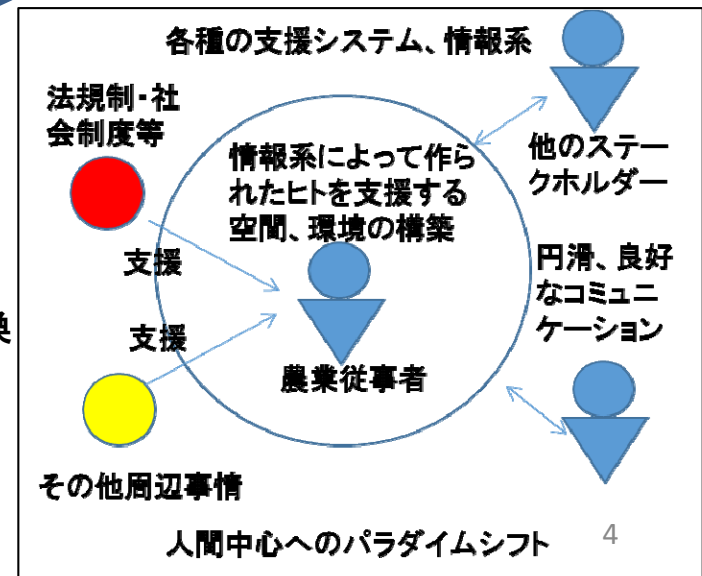 各種の支援システム、情報系
法規制・社
会制度等
情報系によって作ら
れたヒトを支援する
空間、環境の構築
他のステー
クホルダー
支援
円滑、良好
なコミュニ
ケーション
換
支援
農業従事者
その他周辺事情
人間中心へのパラダイムシフト
4